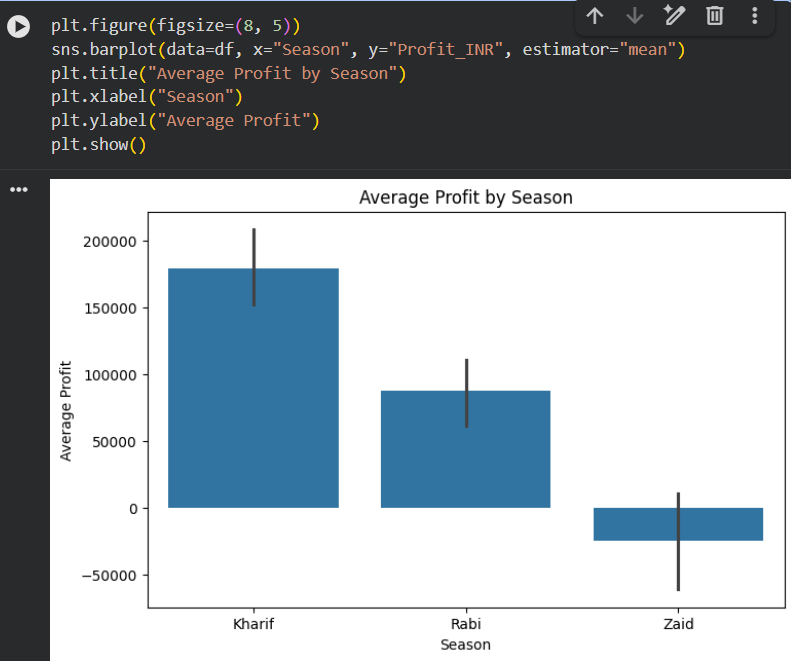 plt.figure(figsize=(8, 5))
sns.barplot(data=df, x="Season", y="Profit_INR", estimator="mean")
plt.title("Average Profit by Season")
plt.xlabel("Season")
plt.ylabel("Average Profit")
plt.show()
Average Profit by Season
200000
150000
100000
50000
0
−50000
Average Profit
Kharif Rabi Zaid
Season